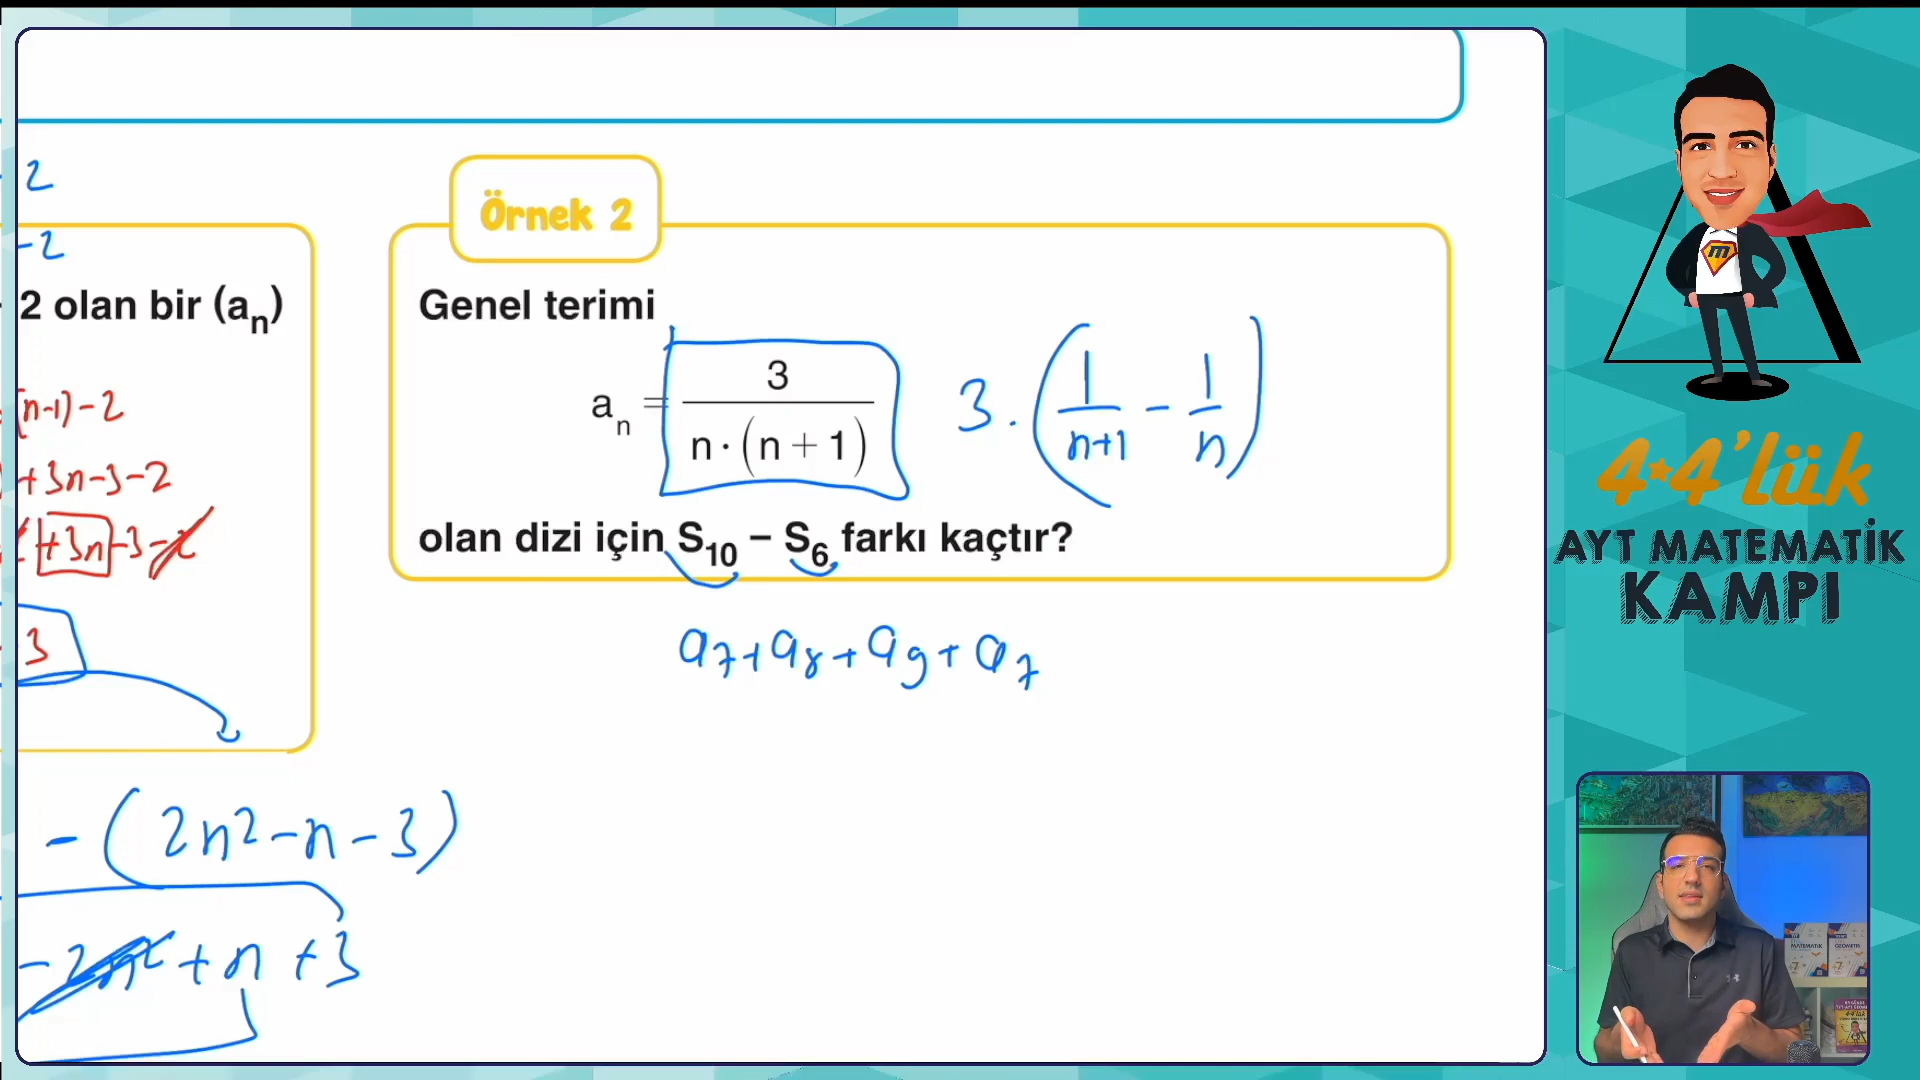 - 2
-2
2 olan bir (an)
(n-1)-2
+3n-3-2
+3n-3-2
3
-(2n²-n-3)
-2n²+n+3
Örnek 2
Genel terimi
an = 3 / n·(n+1)
3.(1/n+1 - 1/n)
olan dizi için S10 – S6 farkı kaçtır?
a7+a8+a9+a7
m
4*4'lük
AYT MATEMATİK
KAMPI
MATEMATİK
GEOMETRİ